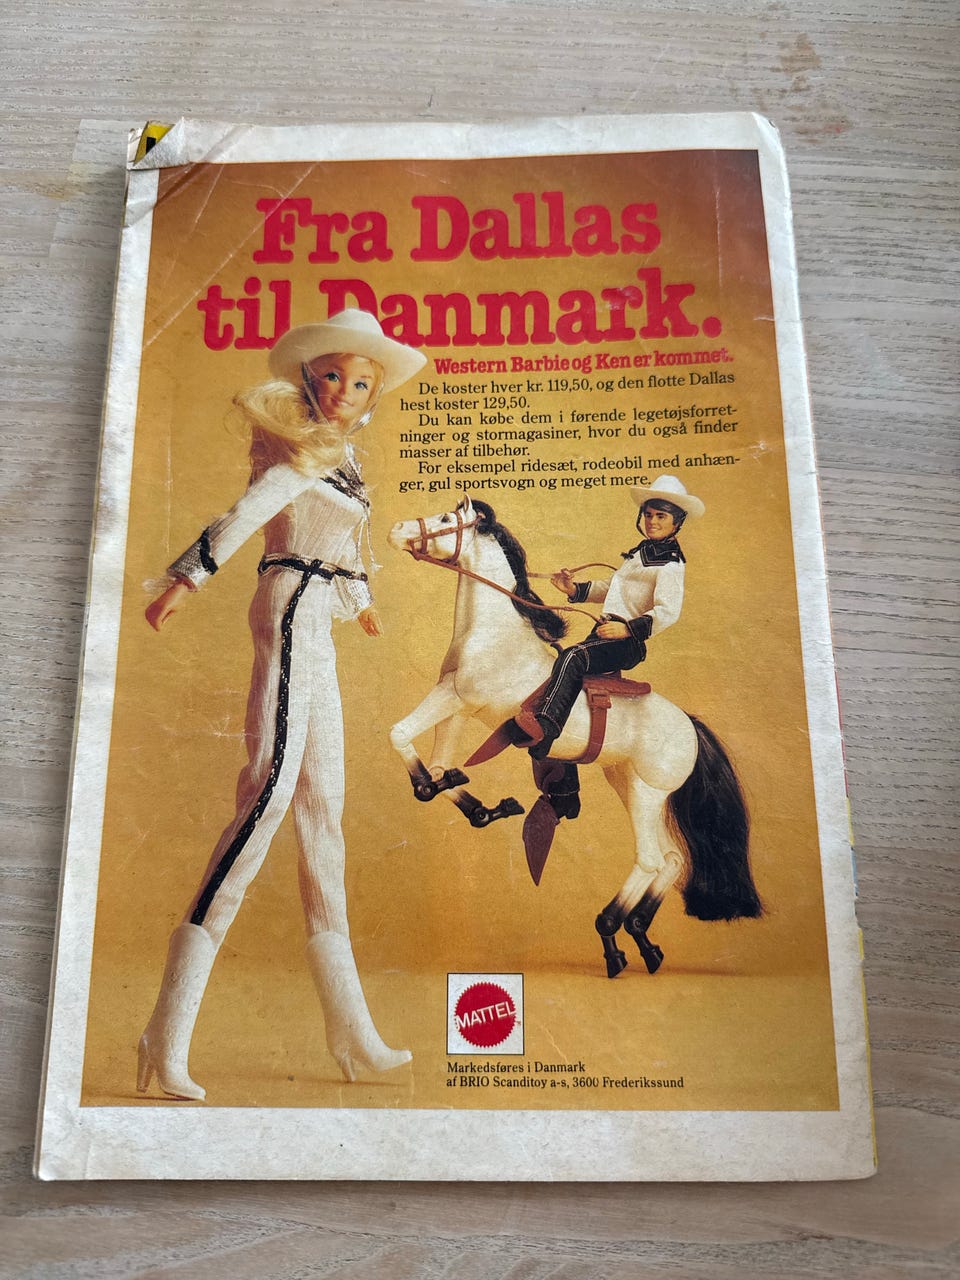 Fra Dallas
til Danmark.
Western Barbie og Ken er kommet.
De koster hver kr. 119,50, og den flotte Dallas
hest koster 129,50.
Du kan købe dem i førende legetøjsforret-
ninger og stormagasiner, hvor du også finder
masser af tilbehør.
For eksempel ridesæt, rodeobil med anhæn-
ger, gul sportsvogn og meget mere.
MATTEL
Markedsføres i Danmark
af BRIO Scanditoy a-s, 3600 Frederikssund